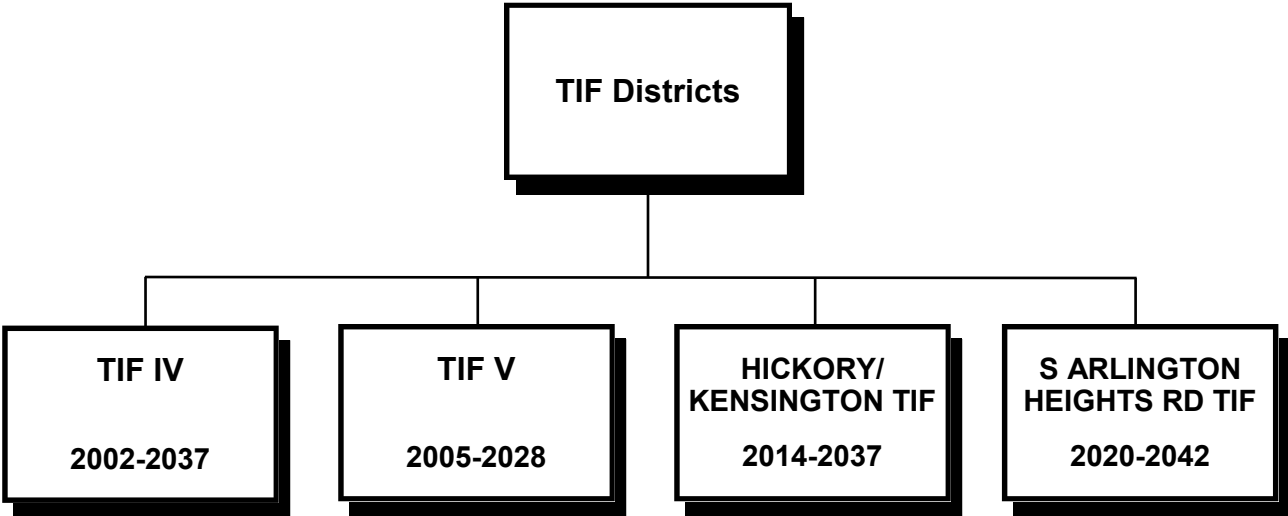 TIF Districts
TIF IV
2002-2037
TIF V
2005-2028
HICKORY/
KENSINGTON TIF
2014-2037
S ARLINGTON
HEIGHTS RD TIF
2020-2042